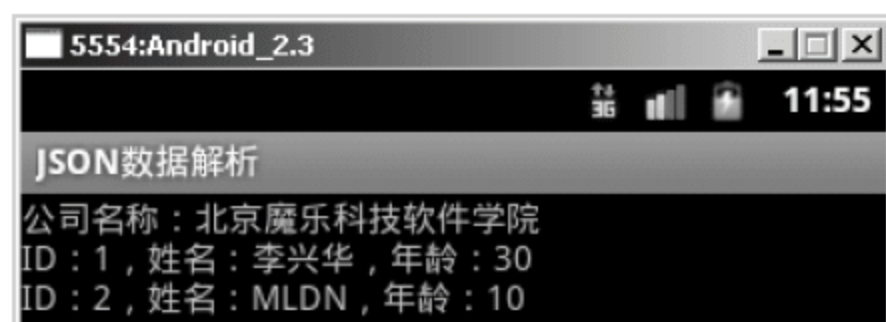 5554:Android_2.3
3G 11:55
JSON数据解析
公司名称：北京魔乐科技软件学院
ID：1，姓名：李兴华，年龄：30
ID：2，姓名：MLDN，年龄：10